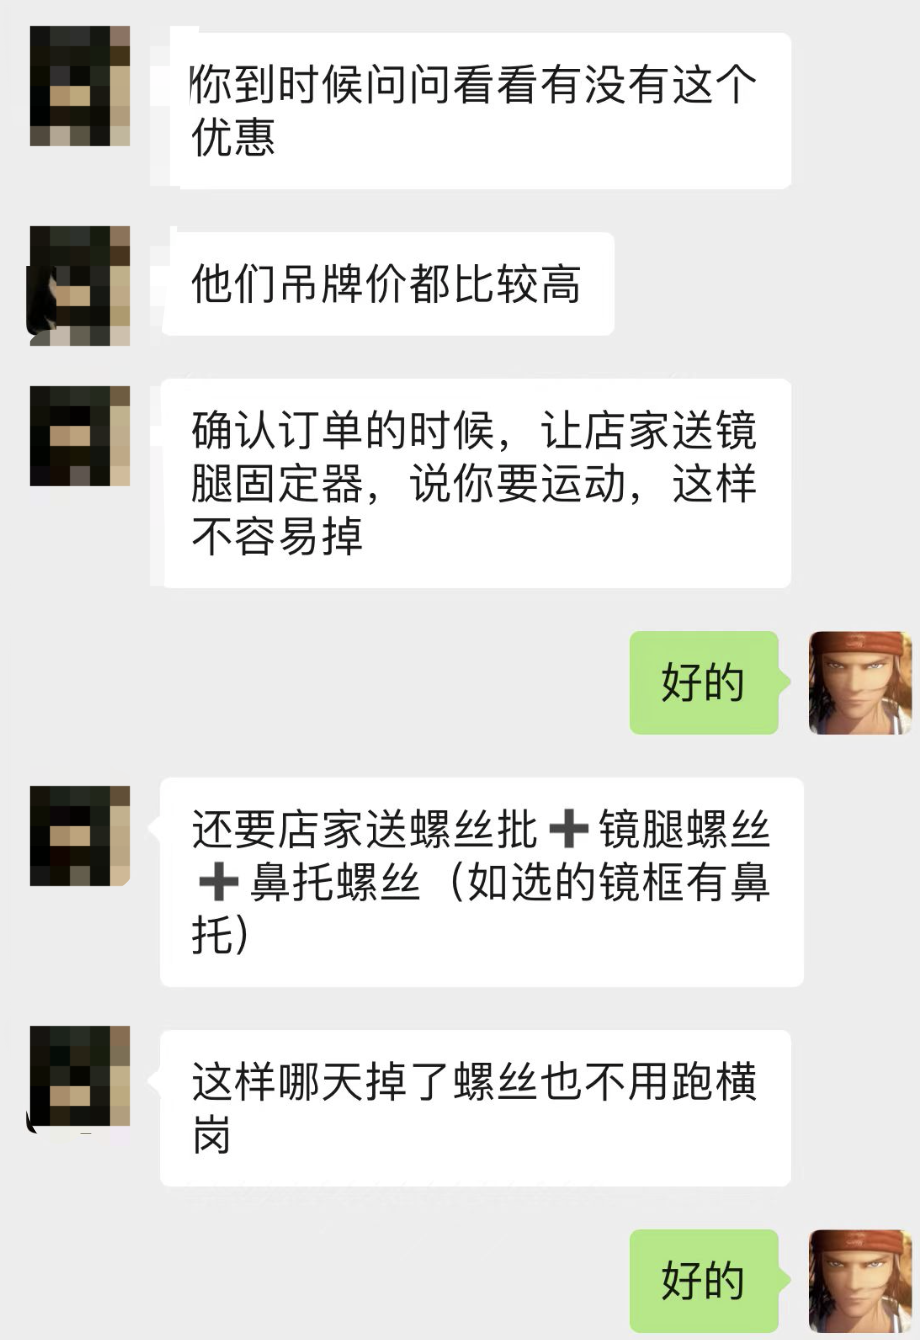 你到时候问问看看有没有这个
优惠
他们吊牌价都比较高
确认订单的时候，让店家送镜
腿固定器，说你要运动，这样
不容易掉
好的
还要店家送螺丝批➕镜腿螺丝
➕鼻托螺丝（如选的镜框有鼻
托）
这样哪天掉了螺丝也不用跑横
岗
好的